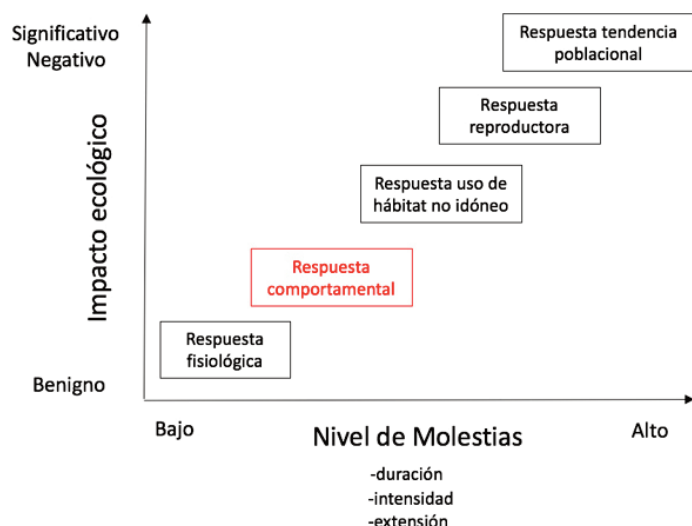 Significativo
Negativo
Respuesta tendencia
poblacional
Respuesta
reproductora
Impacto ecológico
Respuesta uso de
hábitat no idóneo
Respuesta
comportamental
Respuesta
fisiológica
Benigno
Bajo
Nivel de Molestias
Alto
-duración
-intensidad
-extensión